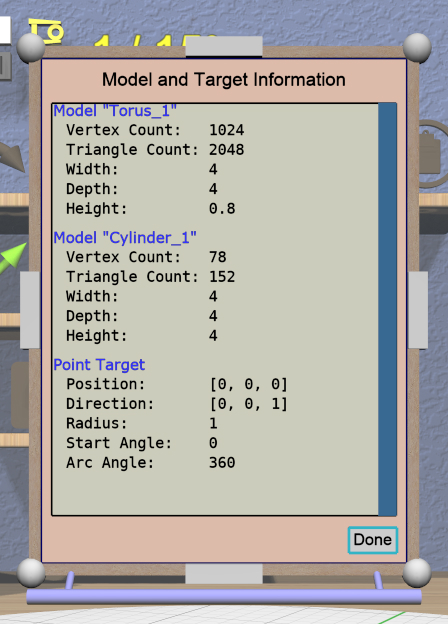 Model and Target Information
Model "Torus_1"
Vertex Count: 1024
Triangle Count: 2048
Width: 4
Depth: 4
Height: 0.8
Model "Cylinder_1"
Vertex Count: 78
Triangle Count: 152
Width: 4
Depth: 4
Height: 4
Point Target
Position: [0, 0, 0]
Direction: [0, 0, 1]
Radius: 1
Start Angle: 0
Arc Angle: 360
Done